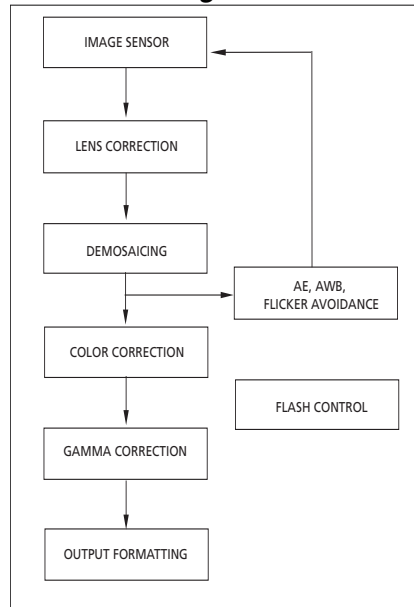 IMAGE SENSOR
LENS CORRECTION
DEMOSAICING
AE, AWB,
FLICKER AVOIDANCE
COLOR CORRECTION
FLASH CONTROL
GAMMA CORRECTION
OUTPUT FORMATTING